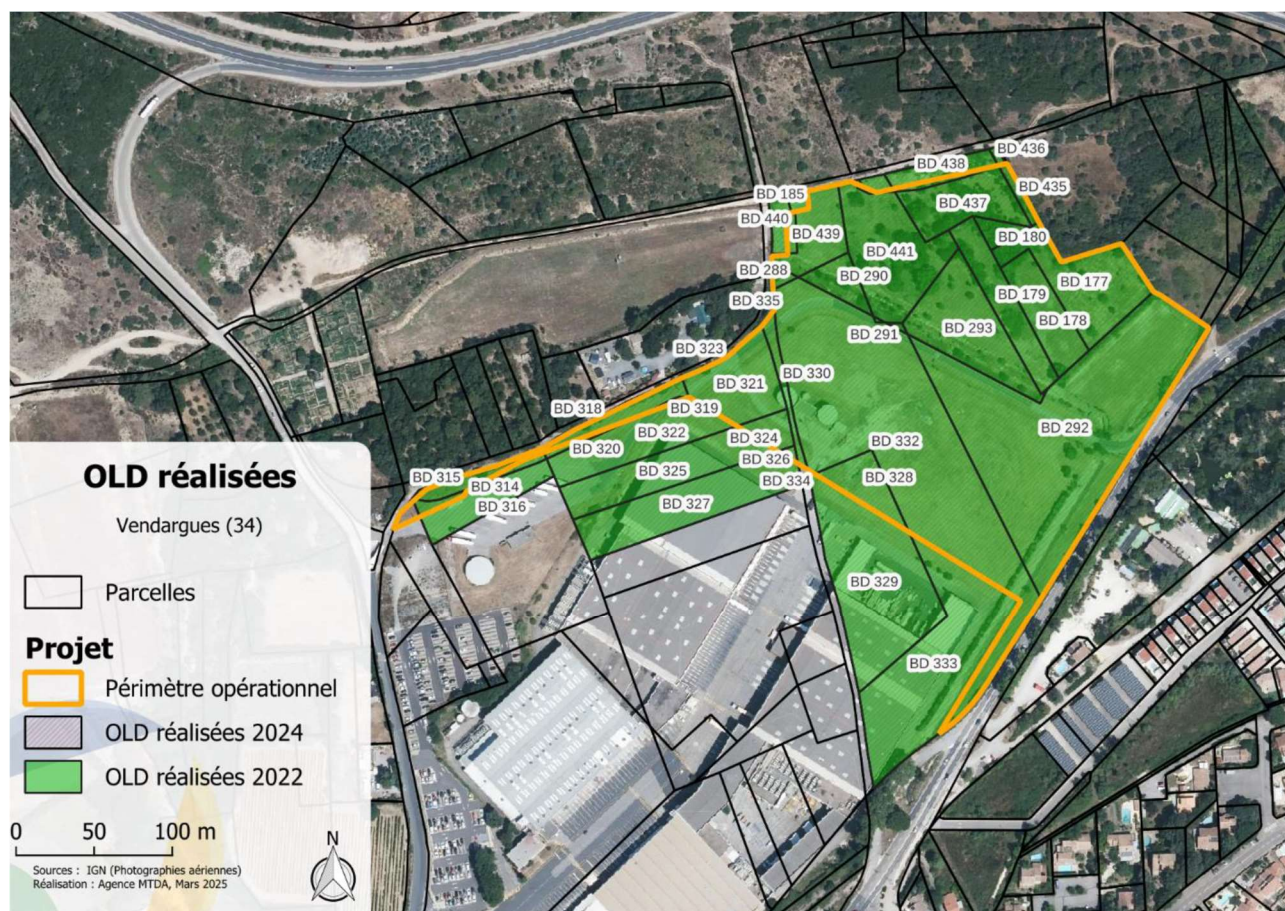 BD 436
BD 438
BD 435
BD 185
BD 437
BD 440
BD 439
BD 180
BD 441
BD 288
BD 290
BD 177
BD 179
BD 335
BD 178
BD 291
BD 293
BD 323
BD 330
BD 321
BD 318
BD 319
BD 292
BD 322
BD 324
BD 332
BD 320
BD 326
BD 325
BD 315
BD 328
BD 334
BD 314
BD 316
BD 327
BD 329
BD 333
OLD réalisées
Vendargues (34)
Parcelles
Projet
Périmètre opérationnel
OLD réalisées 2024
OLD réalisées 2022
0 50 100 m
N
Sources : IGN (Photographies aériennes)
Réalisation : Agence MTDA, Mars 2025